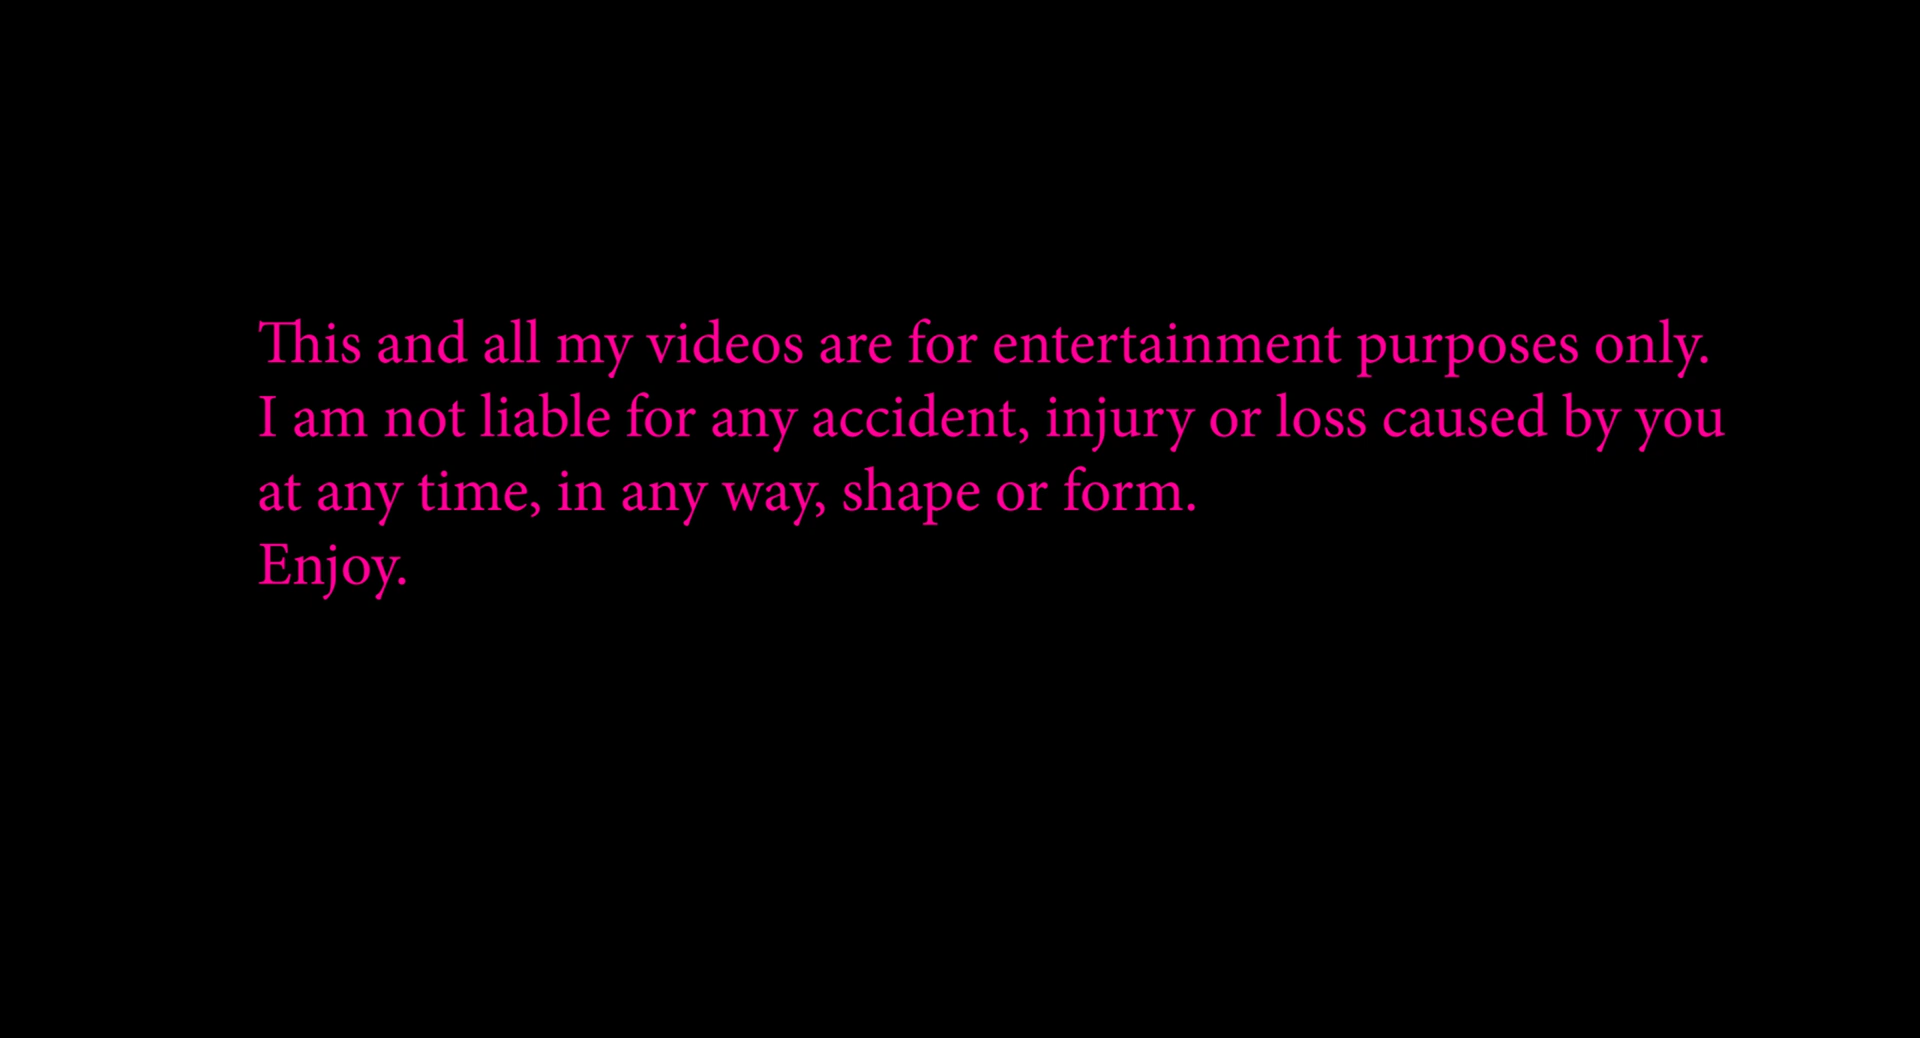 This and all my videos are for entertainment purposes only.
I am not liable for any accident, injury or loss caused by you
at any time, in any way, shape or form.
Enjoy.